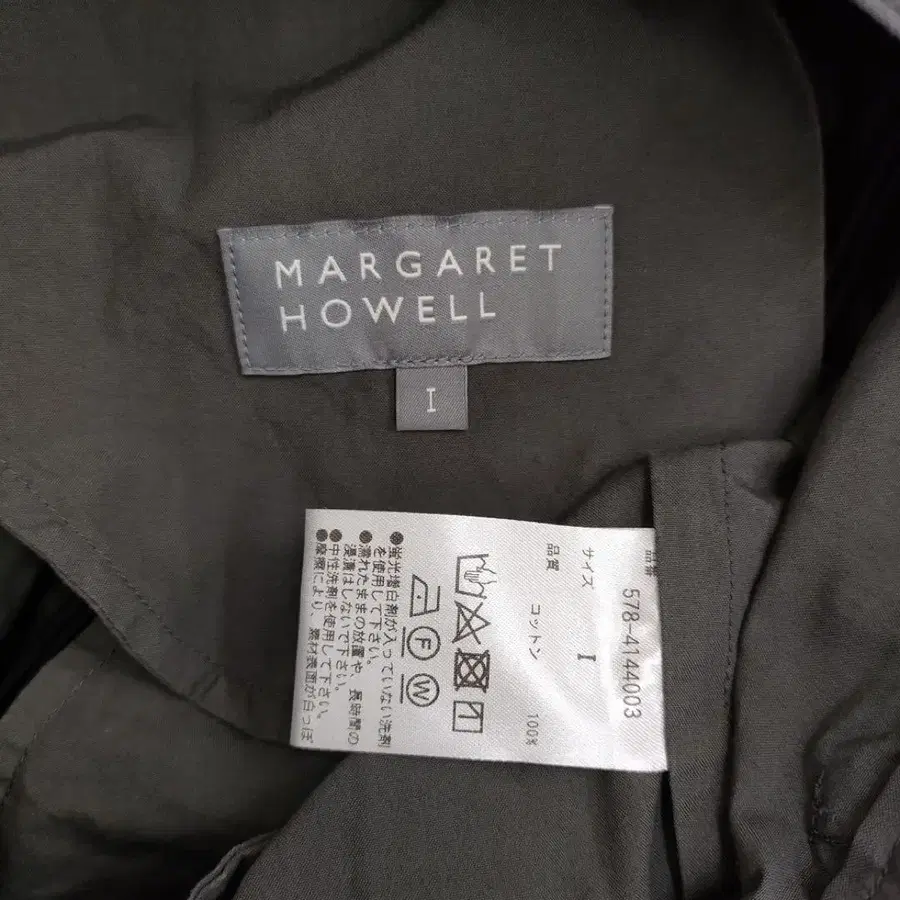 MARGARET
HOWELL
I
品番 578-4144003
サイズ I
品質 コットン 100%
F W
●蛍光増白剤が入っていない洗剤
を使用して下さい。
●濡れたままの放置や、長時間の
浸漬はしないで下さい。
●中性洗剤を使用して下さい。
●摩擦により、素材表面が白っぽ